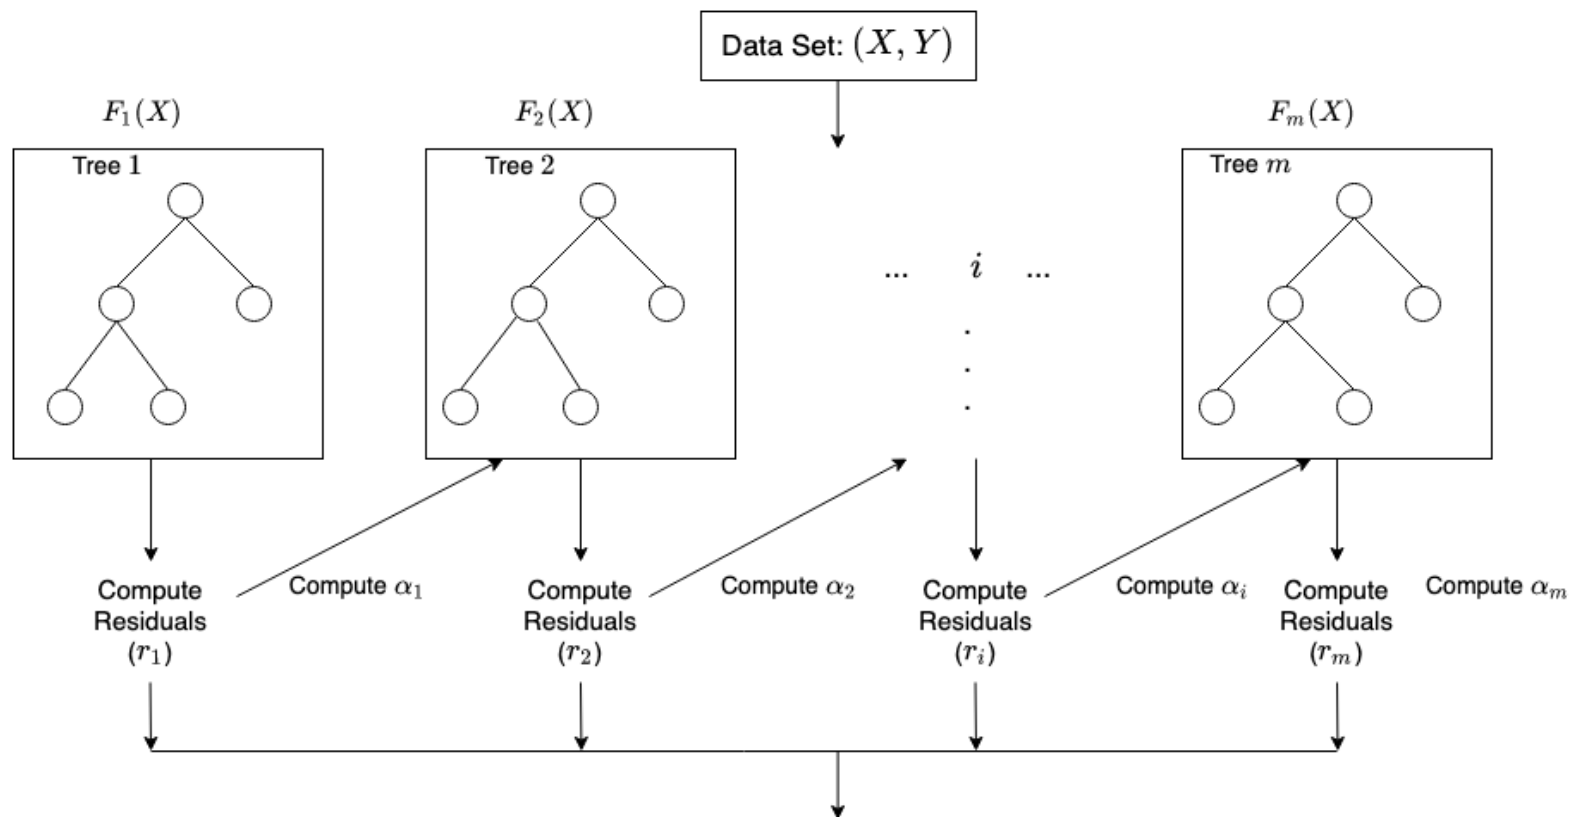 Data Set: (X, Y)
F₁(X)
F₂(X)
Fₘ(X)
Tree 1
Tree 2
Tree m
... i ...
.
.
.
Compute
Residuals
(r₁)
Compute α₁
Compute
Residuals
(r₂)
Compute α₂
Compute
Residuals
(rᵢ)
Compute αᵢ
Compute
Residuals
(rₘ)
Compute αₘ